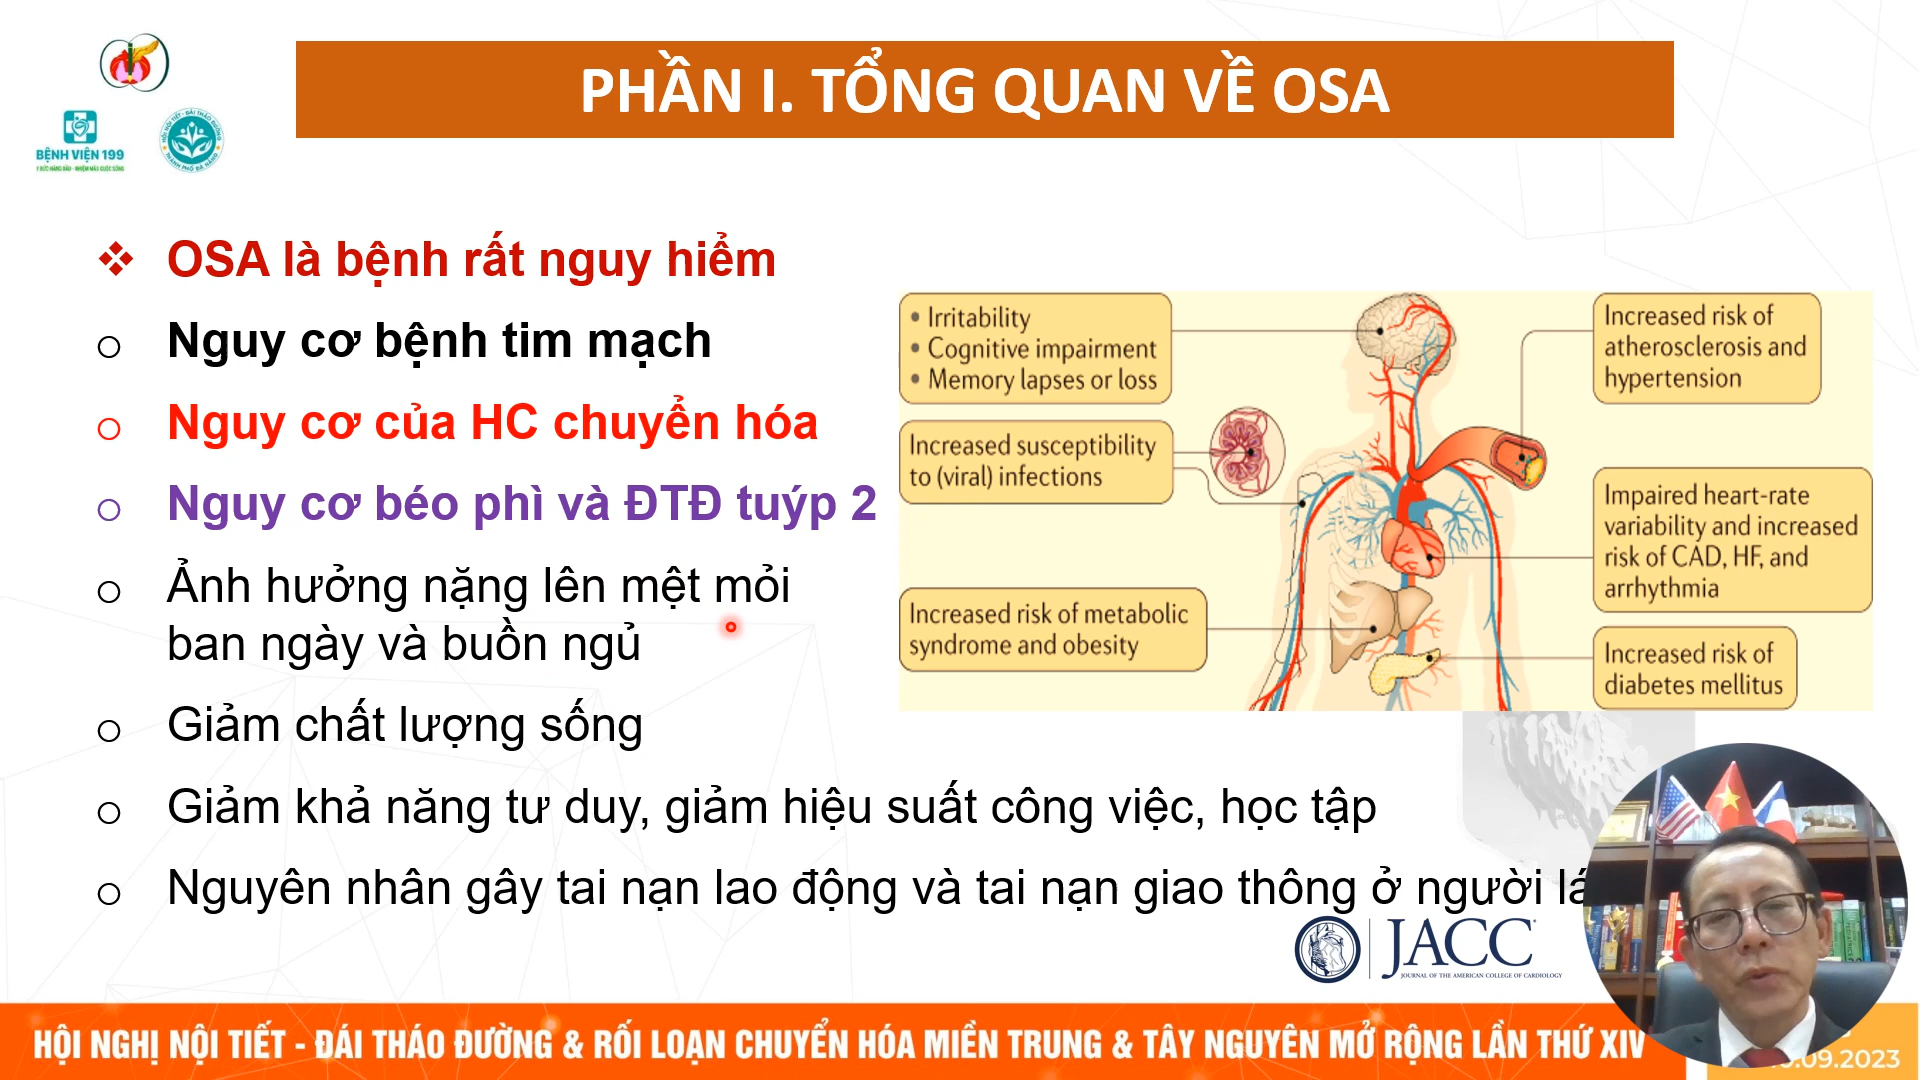 PHẦN I. TỔNG QUAN VỀ OSA
BỆNH VIỆN 199
OSA là bệnh rất nguy hiểm
Nguy cơ bệnh tim mạch
Nguy cơ của HC chuyển hóa
Nguy cơ béo phì và ĐTĐ tuýp 2
Ảnh hưởng nặng lên mệt mỏi
ban ngày và buồn ngủ
Giảm chất lượng sống
Giảm khả năng tư duy, giảm hiệu suất công việc, học tập
Nguyên nhân gây tai nạn lao động và tai nạn giao thông ở người lá
• Irritability
• Cognitive impairment
• Memory lapses or loss
Increased susceptibility
to (viral) infections
Increased risk of metabolic
syndrome and obesity
Increased risk of
atherosclerosis and
hypertension
Impaired heart-rate
variability and increased
risk of CAD, HF, and
arrhythmia
Increased risk of
diabetes mellitus
JACC
JOURNAL OF THE AMERICAN COLLEGE OF CARDIOLOGY
HỘI NGHỊ NỘI TIẾT - ĐÁI THÁO ĐƯỜNG & RỐI LOẠN CHUYỂN HÓA MIỀN TRUNG & TÂY NGUYÊN MỞ RỘNG LẦN THỨ XIV
.09.2023